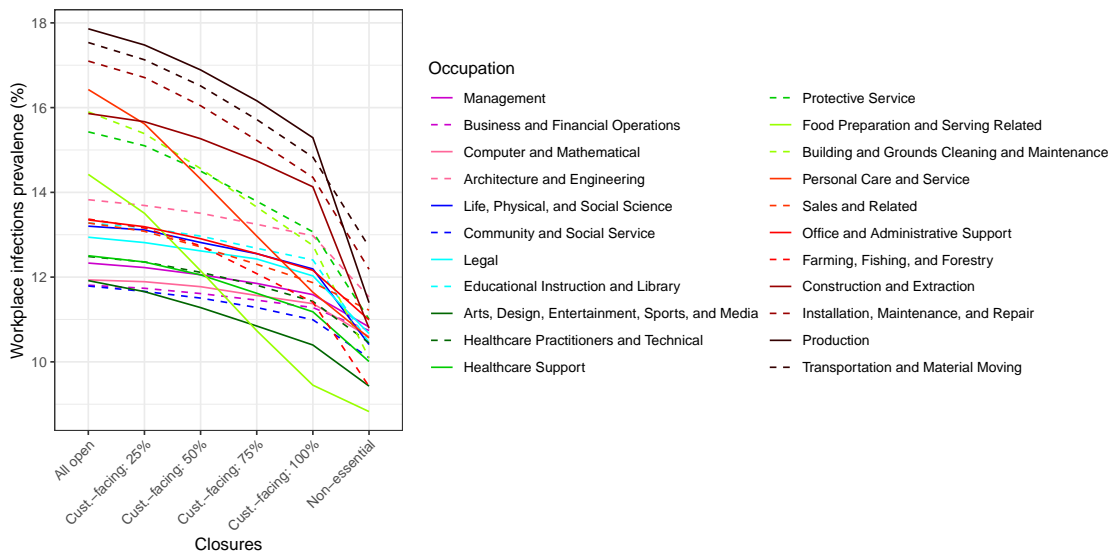 Workplace infections prevalence (%)
18
16
14
12
10
All open
Cust.−facing: 25%
Cust.−facing: 50%
Cust.−facing: 75%
Cust.−facing: 100%
Non−essential
Closures
Occupation
Management
Business and Financial Operations
Computer and Mathematical
Architecture and Engineering
Life, Physical, and Social Science
Community and Social Service
Legal
Educational Instruction and Library
Arts, Design, Entertainment, Sports, and Media
Healthcare Practitioners and Technical
Healthcare Support
Protective Service
Food Preparation and Serving Related
Building and Grounds Cleaning and Maintenance
Personal Care and Service
Sales and Related
Office and Administrative Support
Farming, Fishing, and Forestry
Construction and Extraction
Installation, Maintenance, and Repair
Production
Transportation and Material Moving